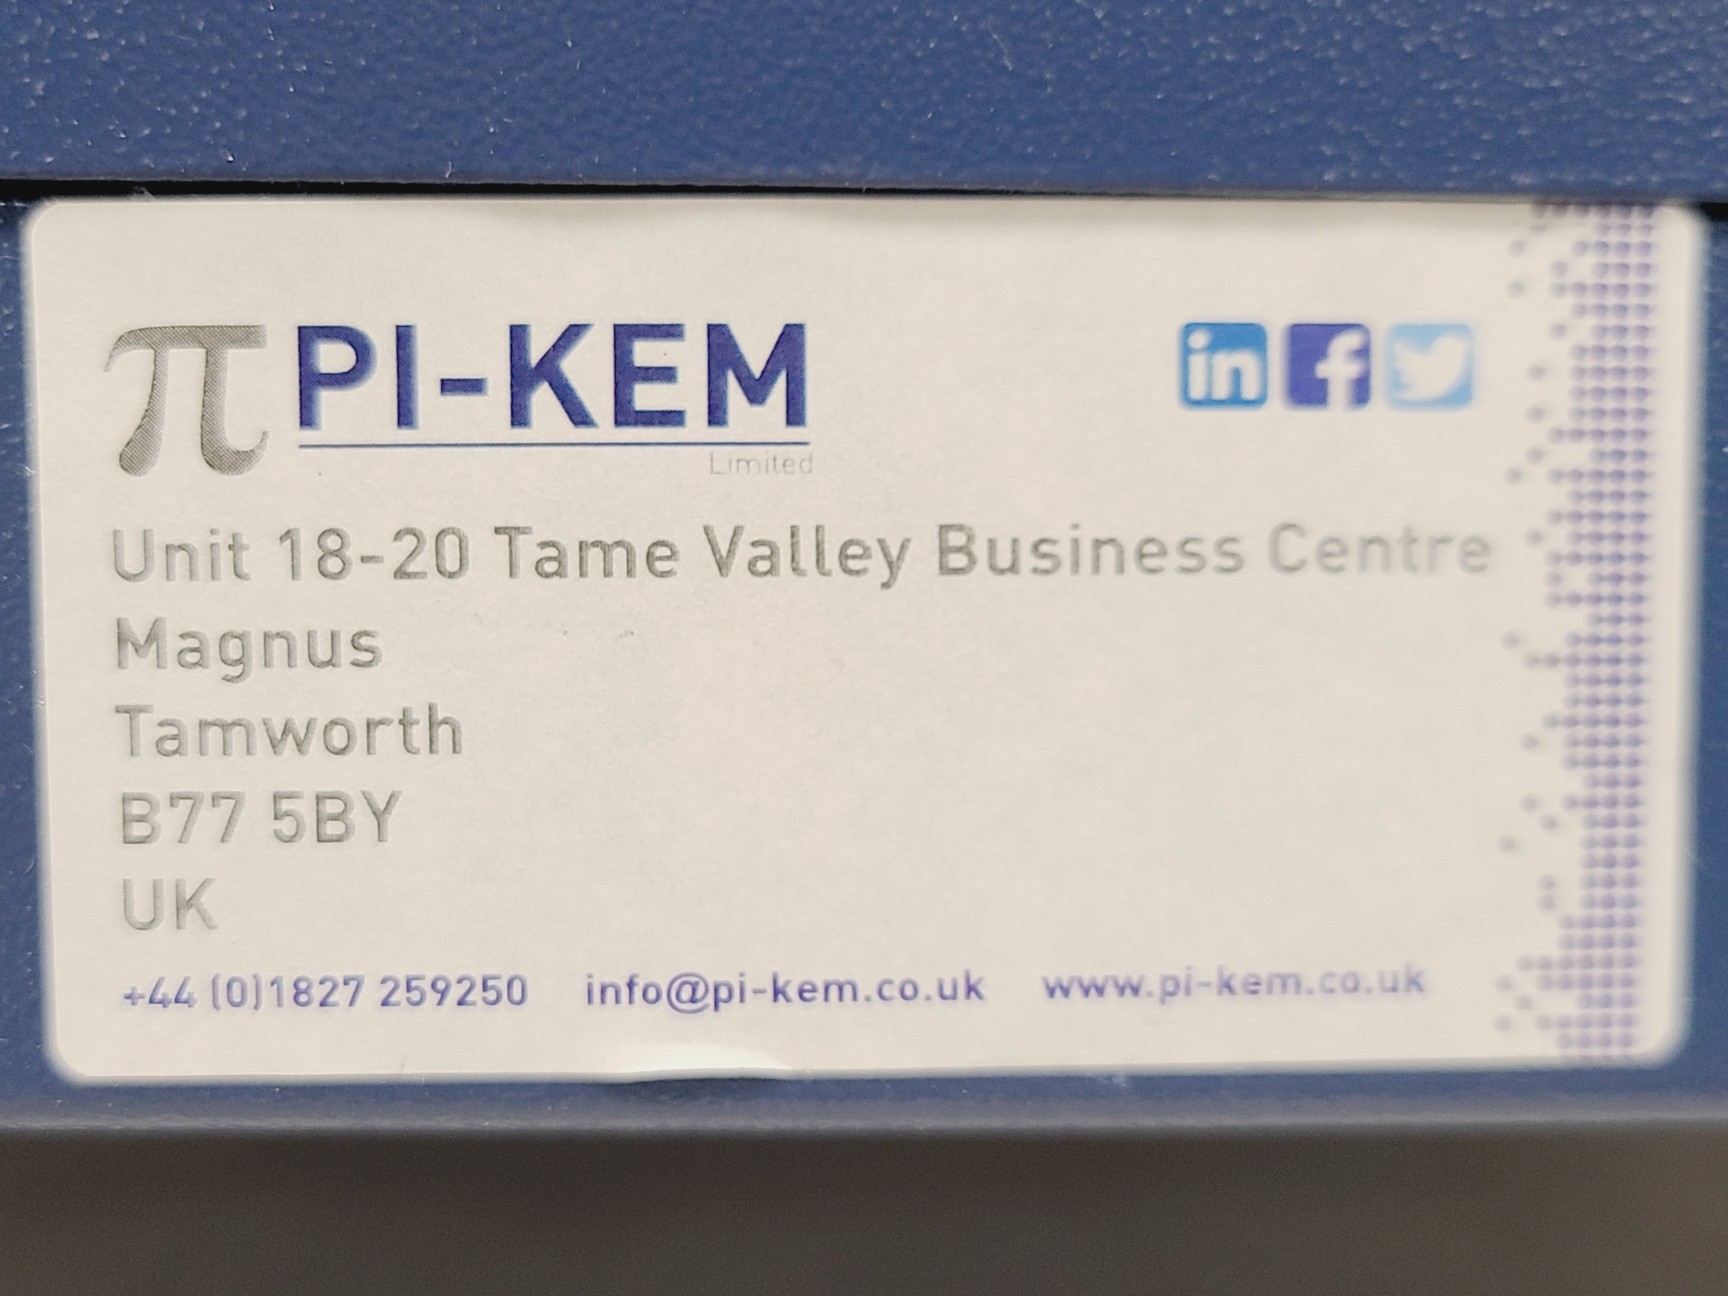 π PI-KEM
Limited
in f
Unit 18-20 Tame Valley Business Centre
Magnus
Tamworth
B77 5BY
UK
+44 (0)1827 259250 info@pi-kem.co.uk www.pi-kem.co.uk